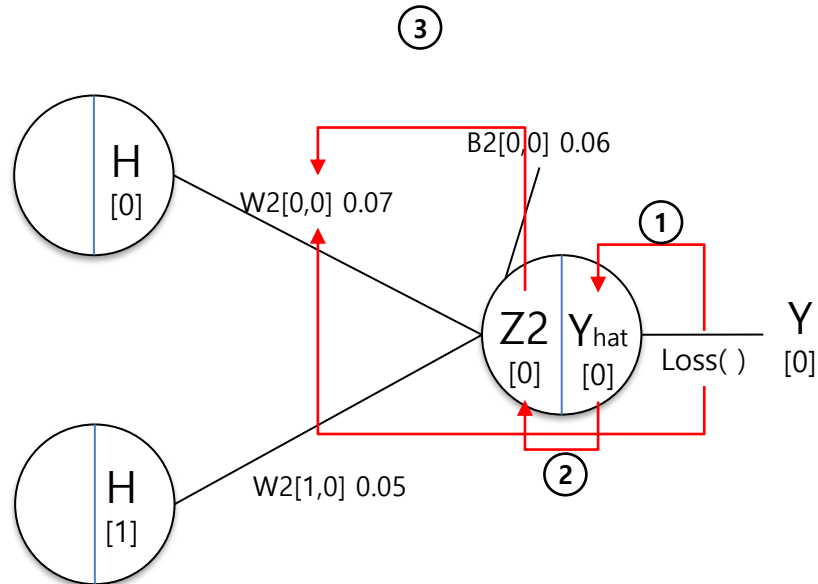 ③
H
[0]
B2[0,0] 0.06
W2[0,0] 0.07
①
Z2
[0]
Yhat
[0]
Loss( )
Y
[0]
②
W2[1,0] 0.05
H
[1]